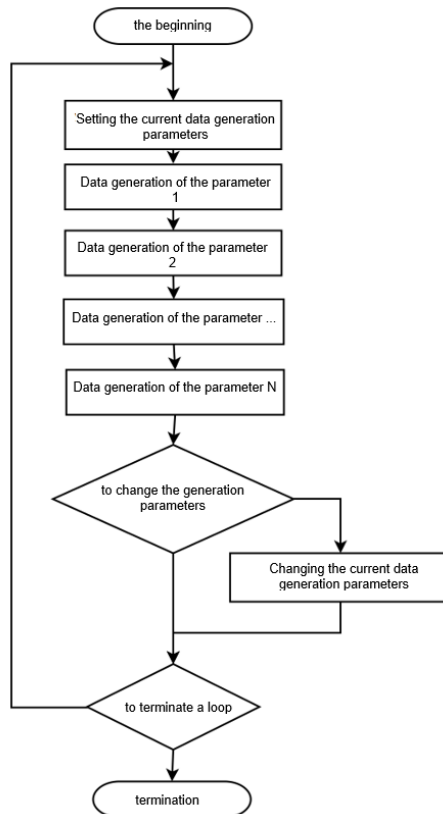 the beginning
Setting the current data generation
parameters
Data generation of the parameter
1
Data generation of the parameter
2
Data generation of the parameter ...
Data generation of the parameter N
to change the generation
parameters
Changing the current data
generation parameters
to terminate a loop
termination